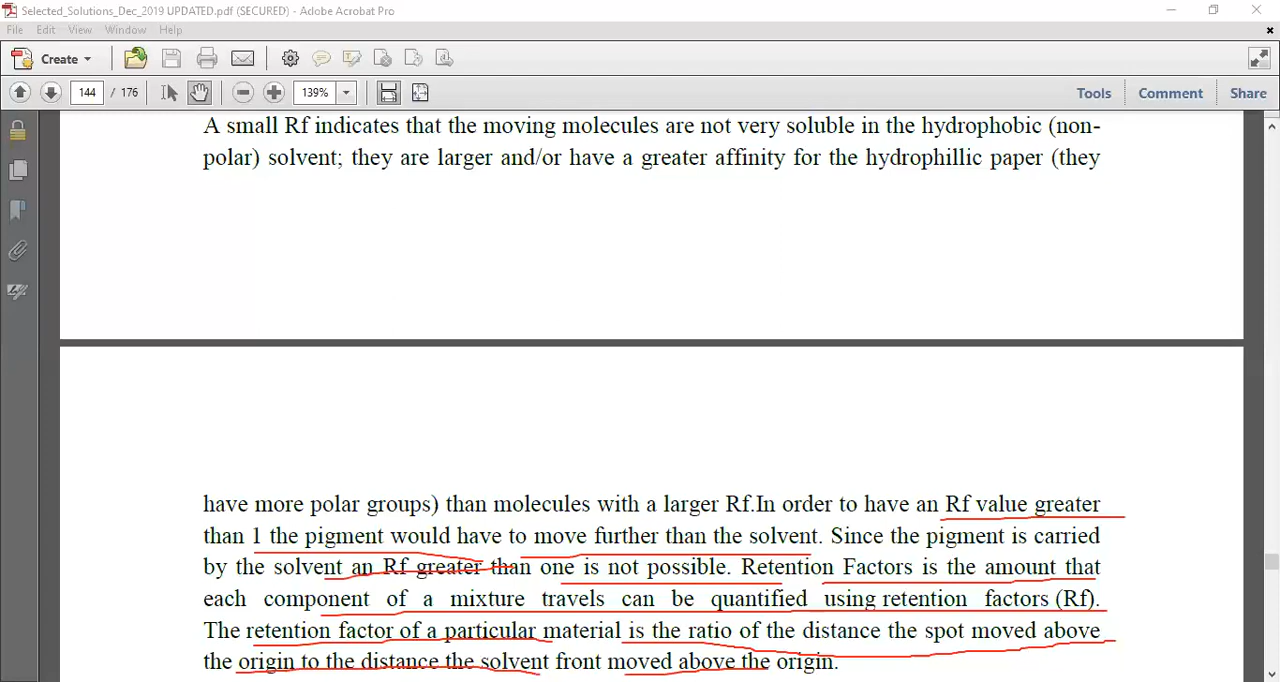 Selected_Solutions_Dec_2019 UPDATED.pdf (SECURED) - Adobe Acrobat Pro
File Edit View Window Help
Create
144 / 176 139% Tools Comment Share
A small Rf indicates that the moving molecules are not very soluble in the hydrophobic (non-
polar) solvent; they are larger and/or have a greater affinity for the hydrophillic paper (they
have more polar groups) than molecules with a larger Rf.In order to have an Rf value greater
than 1 the pigment would have to move further than the solvent. Since the pigment is carried
by the solvent an Rf greater than one is not possible. Retention Factors is the amount that
each component of a mixture travels can be quantified using retention factors (Rf).
The retention factor of a particular material is the ratio of the distance the spot moved above
the origin to the distance the solvent front moved above the origin.